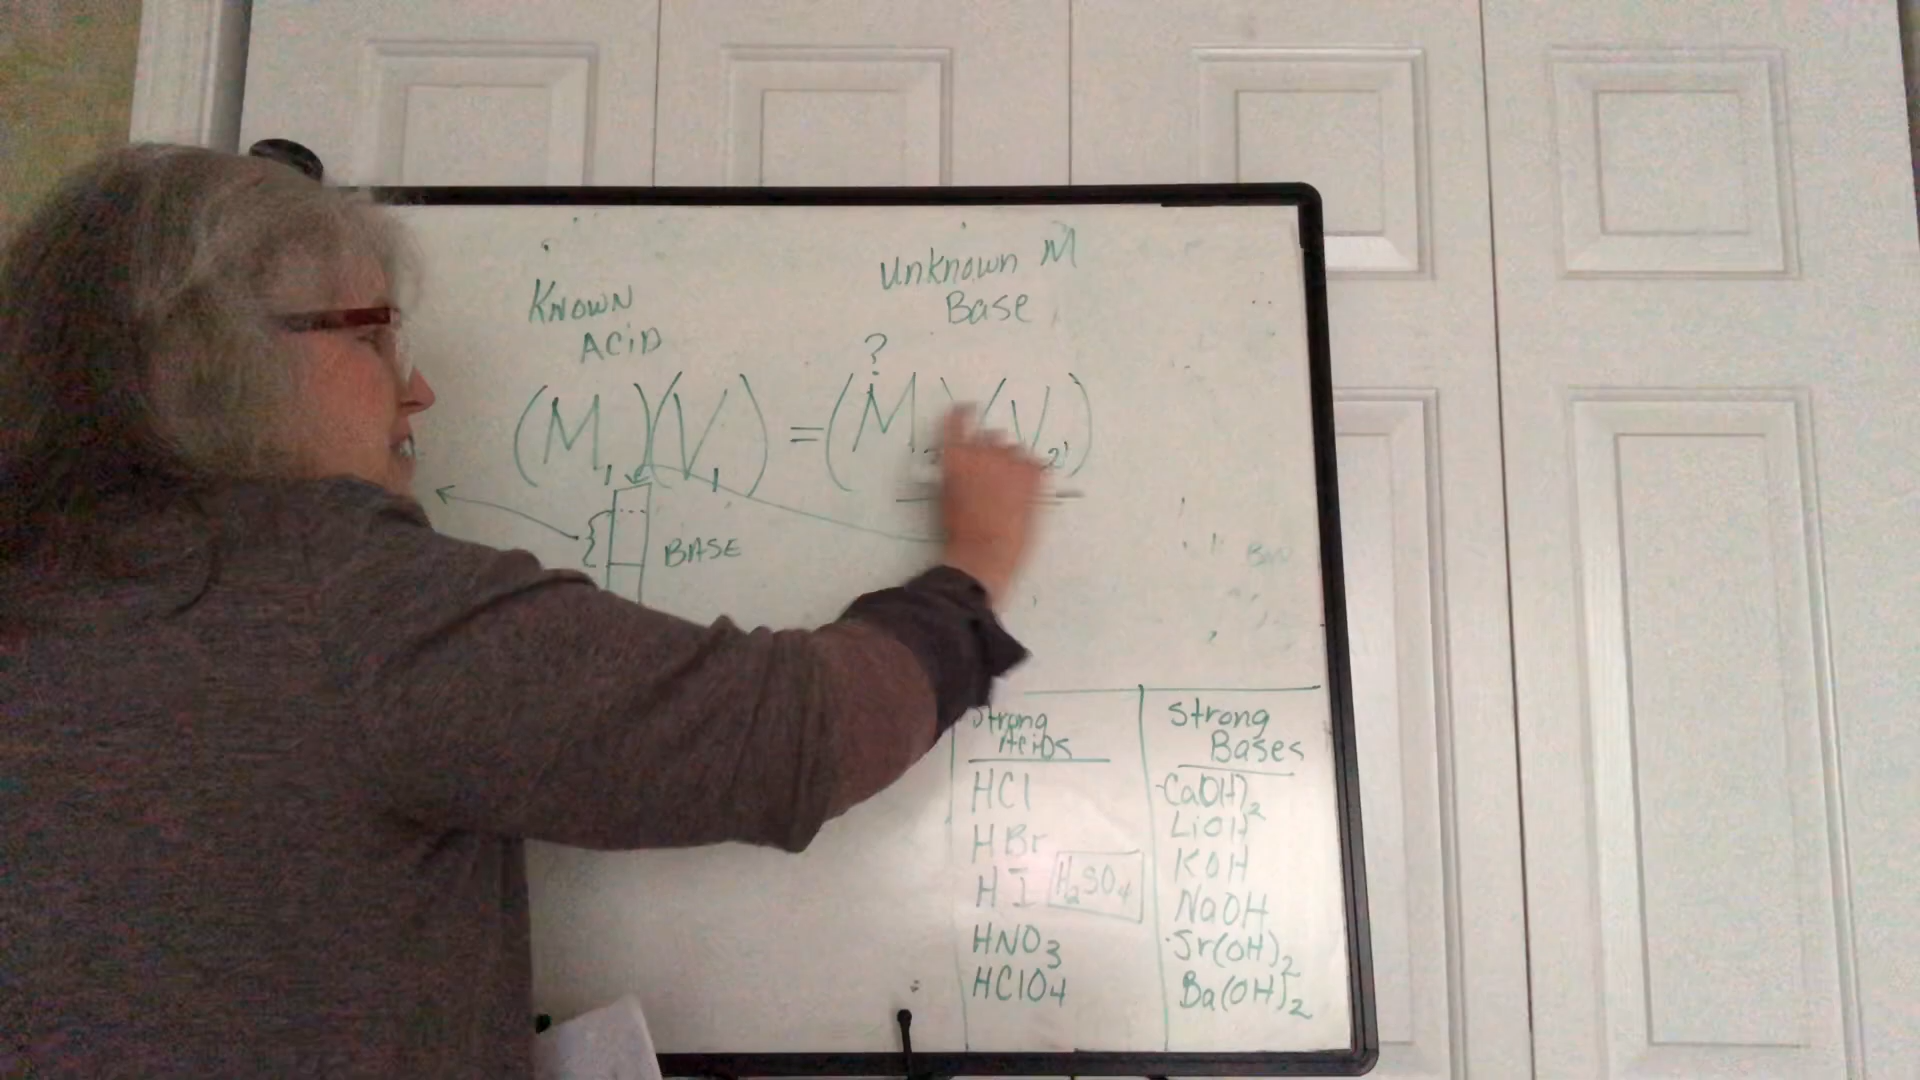 Known
Acid
Unknown M
Base
?
(M₁)(V₁) = (M₂)(V₂)
BASE
Strong
Acids
HCl
HBr
HI
H₂SO₄
HNO₃
HClO₄
Strong
Bases
Ca(OH)₂
LiOH
KOH
NaOH
Sr(OH)₂
Ba(OH)₂